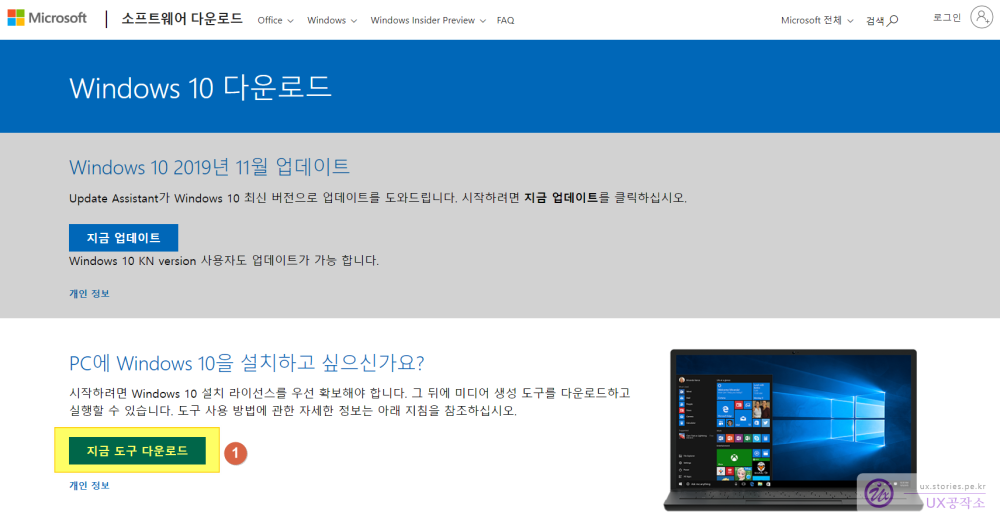 Microsoft 소프트웨어 다운로드 Office Windows Windows Insider Preview FAQ Microsoft 전체 검색 로그인
Windows 10 다운로드
Windows 10 2019년 11월 업데이트
Update Assistant가 Windows 10 최신 버전으로 업데이트를 도와드립니다. 시작하려면 지금 업데이트를 클릭하십시오.
지금 업데이트
Windows 10 KN version 사용자도 업데이트가 가능 합니다.
개인 정보
PC에 Windows 10을 설치하고 싶으신가요?
시작하려면 Windows 10 설치 라이선스를 우선 확보해야 합니다. 그 뒤에 미디어 생성 도구를 다운로드하고
실행할 수 있습니다. 도구 사용 방법에 관한 자세한 정보는 아래 지침을 참조하십시오.
지금 도구 다운로드
1
개인 정보
ux.stories.pe.kr
UX공작소